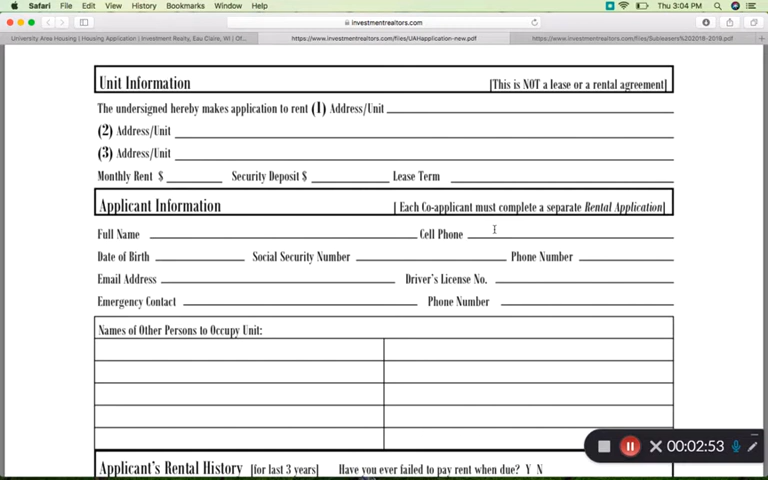 Safari File Edit View History Bookmarks Window Help Thu 3:04 PM
investmentrealtors.com
University Area Housing | Housing Application | Investment Realty, Eau Claire, WI | Of... https://www.investmentrealtors.com/files/UAHapplication-new.pdf https://www.investmentrealtors.com/files/Subleasers%202018-2019.pdf
Unit Information [This is NOT a lease or a rental agreement]
The undersigned hereby makes application to rent (1) Address/Unit
(2) Address/Unit
(3) Address/Unit
Monthly Rent $ Security Deposit $ Lease Term
Applicant Information [ Each Co-applicant must complete a separate Rental Application]
Full Name Cell Phone
Date of Birth Social Security Number Phone Number
Email Address Driver's License No.
Emergency Contact Phone Number
Names of Other Persons to Occupy Unit:
Applicant's Rental History [for last 3 years] Have you ever failed to pay rent when due? Y N
00:02:53